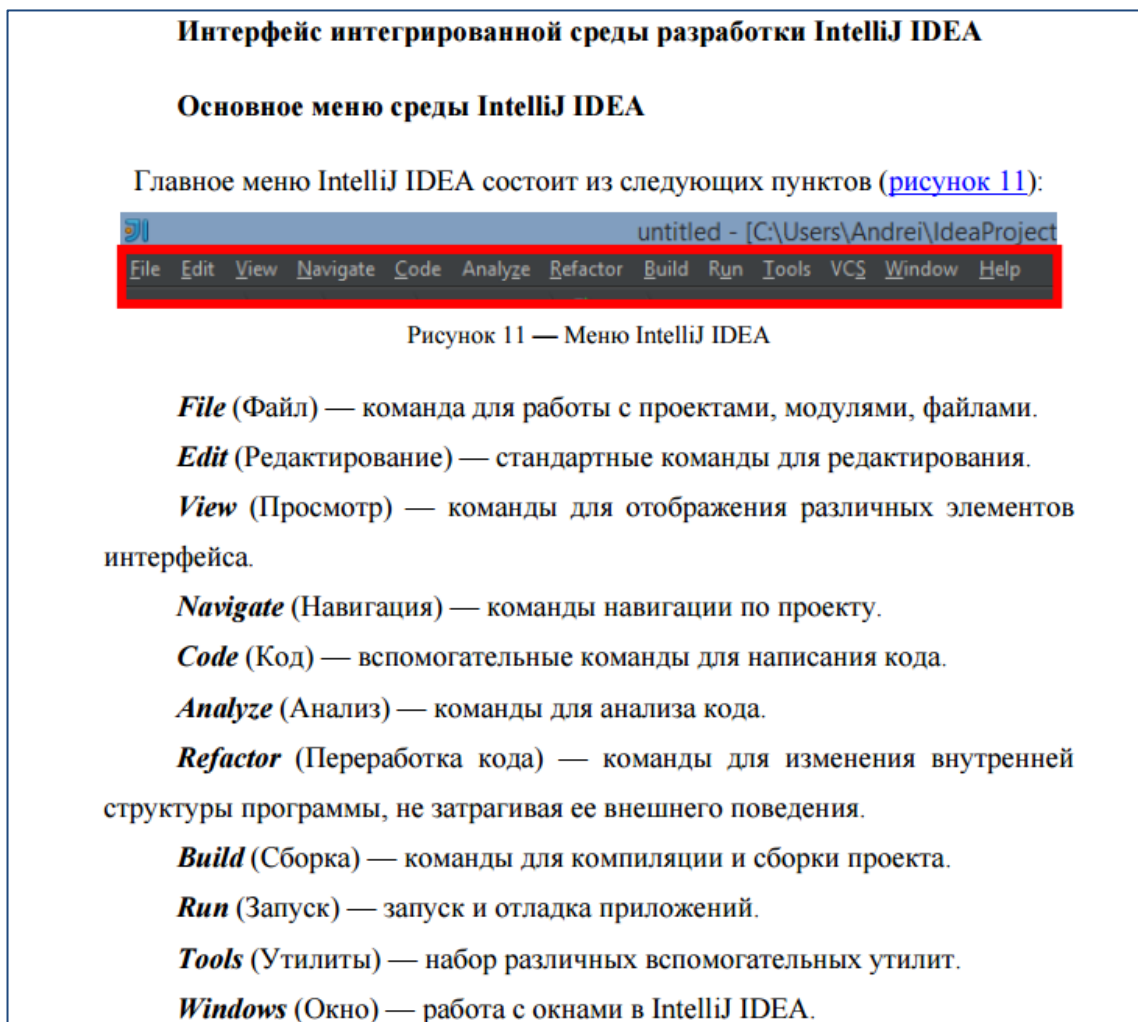 Интерфейс интегрированной среды разработки IntelliJ IDEA
Основное меню среды IntelliJ IDEA
Главное меню IntelliJ IDEA состоит из следующих пунктов (рисунок 11):
untitled - [C:\Users\Andrei\IdeaProject
File Edit View Navigate Code Analyze Refactor Build Run Tools VCS Window Help
Рисунок 11 — Меню IntelliJ IDEA
File (Файл) — команда для работы с проектами, модулями, файлами.
Edit (Редактирование) — стандартные команды для редактирования.
View (Просмотр) — команды для отображения различных элементов
интерфейса.
Navigate (Навигация) — команды навигации по проекту.
Code (Код) — вспомогательные команды для написания кода.
Analyze (Анализ) — команды для анализа кода.
Refactor (Переработка кода) — команды для изменения внутренней
структуры программы, не затрагивая ее внешнего поведения.
Build (Сборка) — команды для компиляции и сборки проекта.
Run (Запуск) — запуск и отладка приложений.
Tools (Утилиты) — набор различных вспомогательных утилит.
Windows (Окно) — работа с окнами в IntelliJ IDEA.